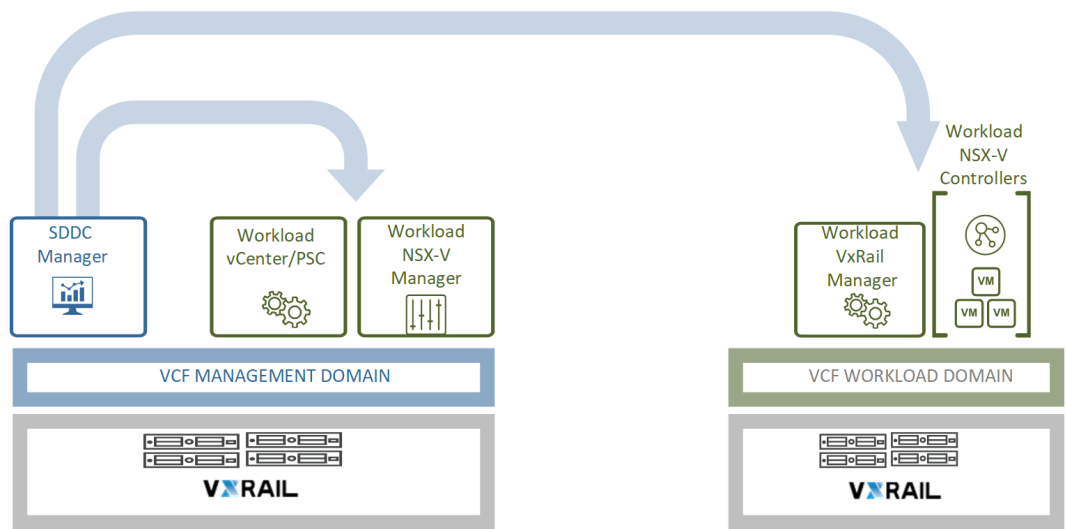 Workload
NSX-V
Controllers
SDDC
Manager
Workload
vCenter/PSC
Workload
NSX-V
Manager
Workload
VxRail
Manager
VM
VM
VM
VCF MANAGEMENT DOMAIN
VCF WORKLOAD DOMAIN
VXRAIL
VXRAIL